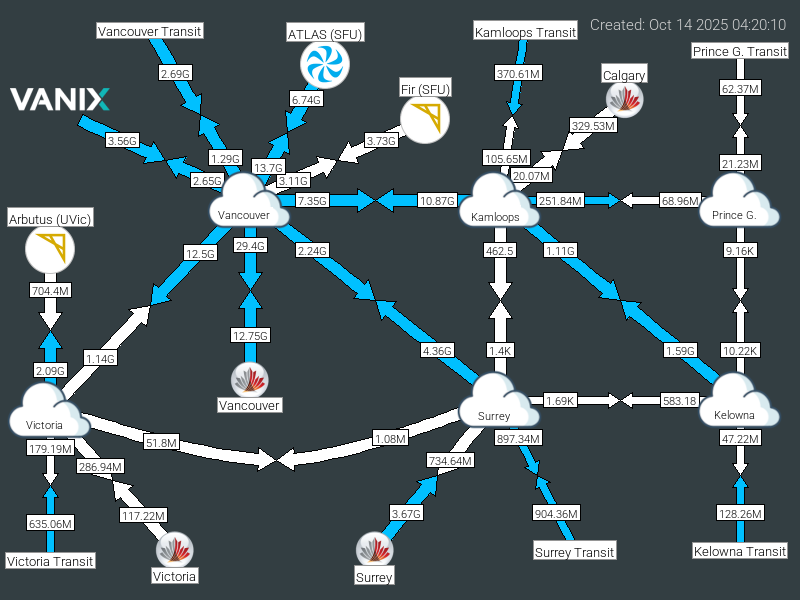 Created: Oct 14 2025 04:20:10
Vancouver Transit
ATLAS (SFU)
Kamloops Transit
Prince G. Transit
2.69G
370.61M
Calgary
62.37M
VANIX
6.74G
Fir (SFU)
329.53M
3.56G
3.73G
1.29G
13.7G
105.65M
21.23M
2.65G
3.11G
20.07M
7.35G
10.87G
251.84M
68.96M
Vancouver
Kamloops
Prince G.
Arbutus (UVic)
12.5G
29.4G
2.24G
462.5
1.11G
9.16K
704.4M
12.75G
1.14G
4.36G
1.4K
1.59G
10.22K
2.09G
Vancouver
1.69K
583.18
Victoria
Surrey
Kelowna
179.19M
51.8M
1.08M
897.34M
47.22M
286.94M
734.64M
635.06M
117.22M
3.67G
904.36M
128.26M
Victoria Transit
Victoria
Surrey
Surrey Transit
Kelowna Transit